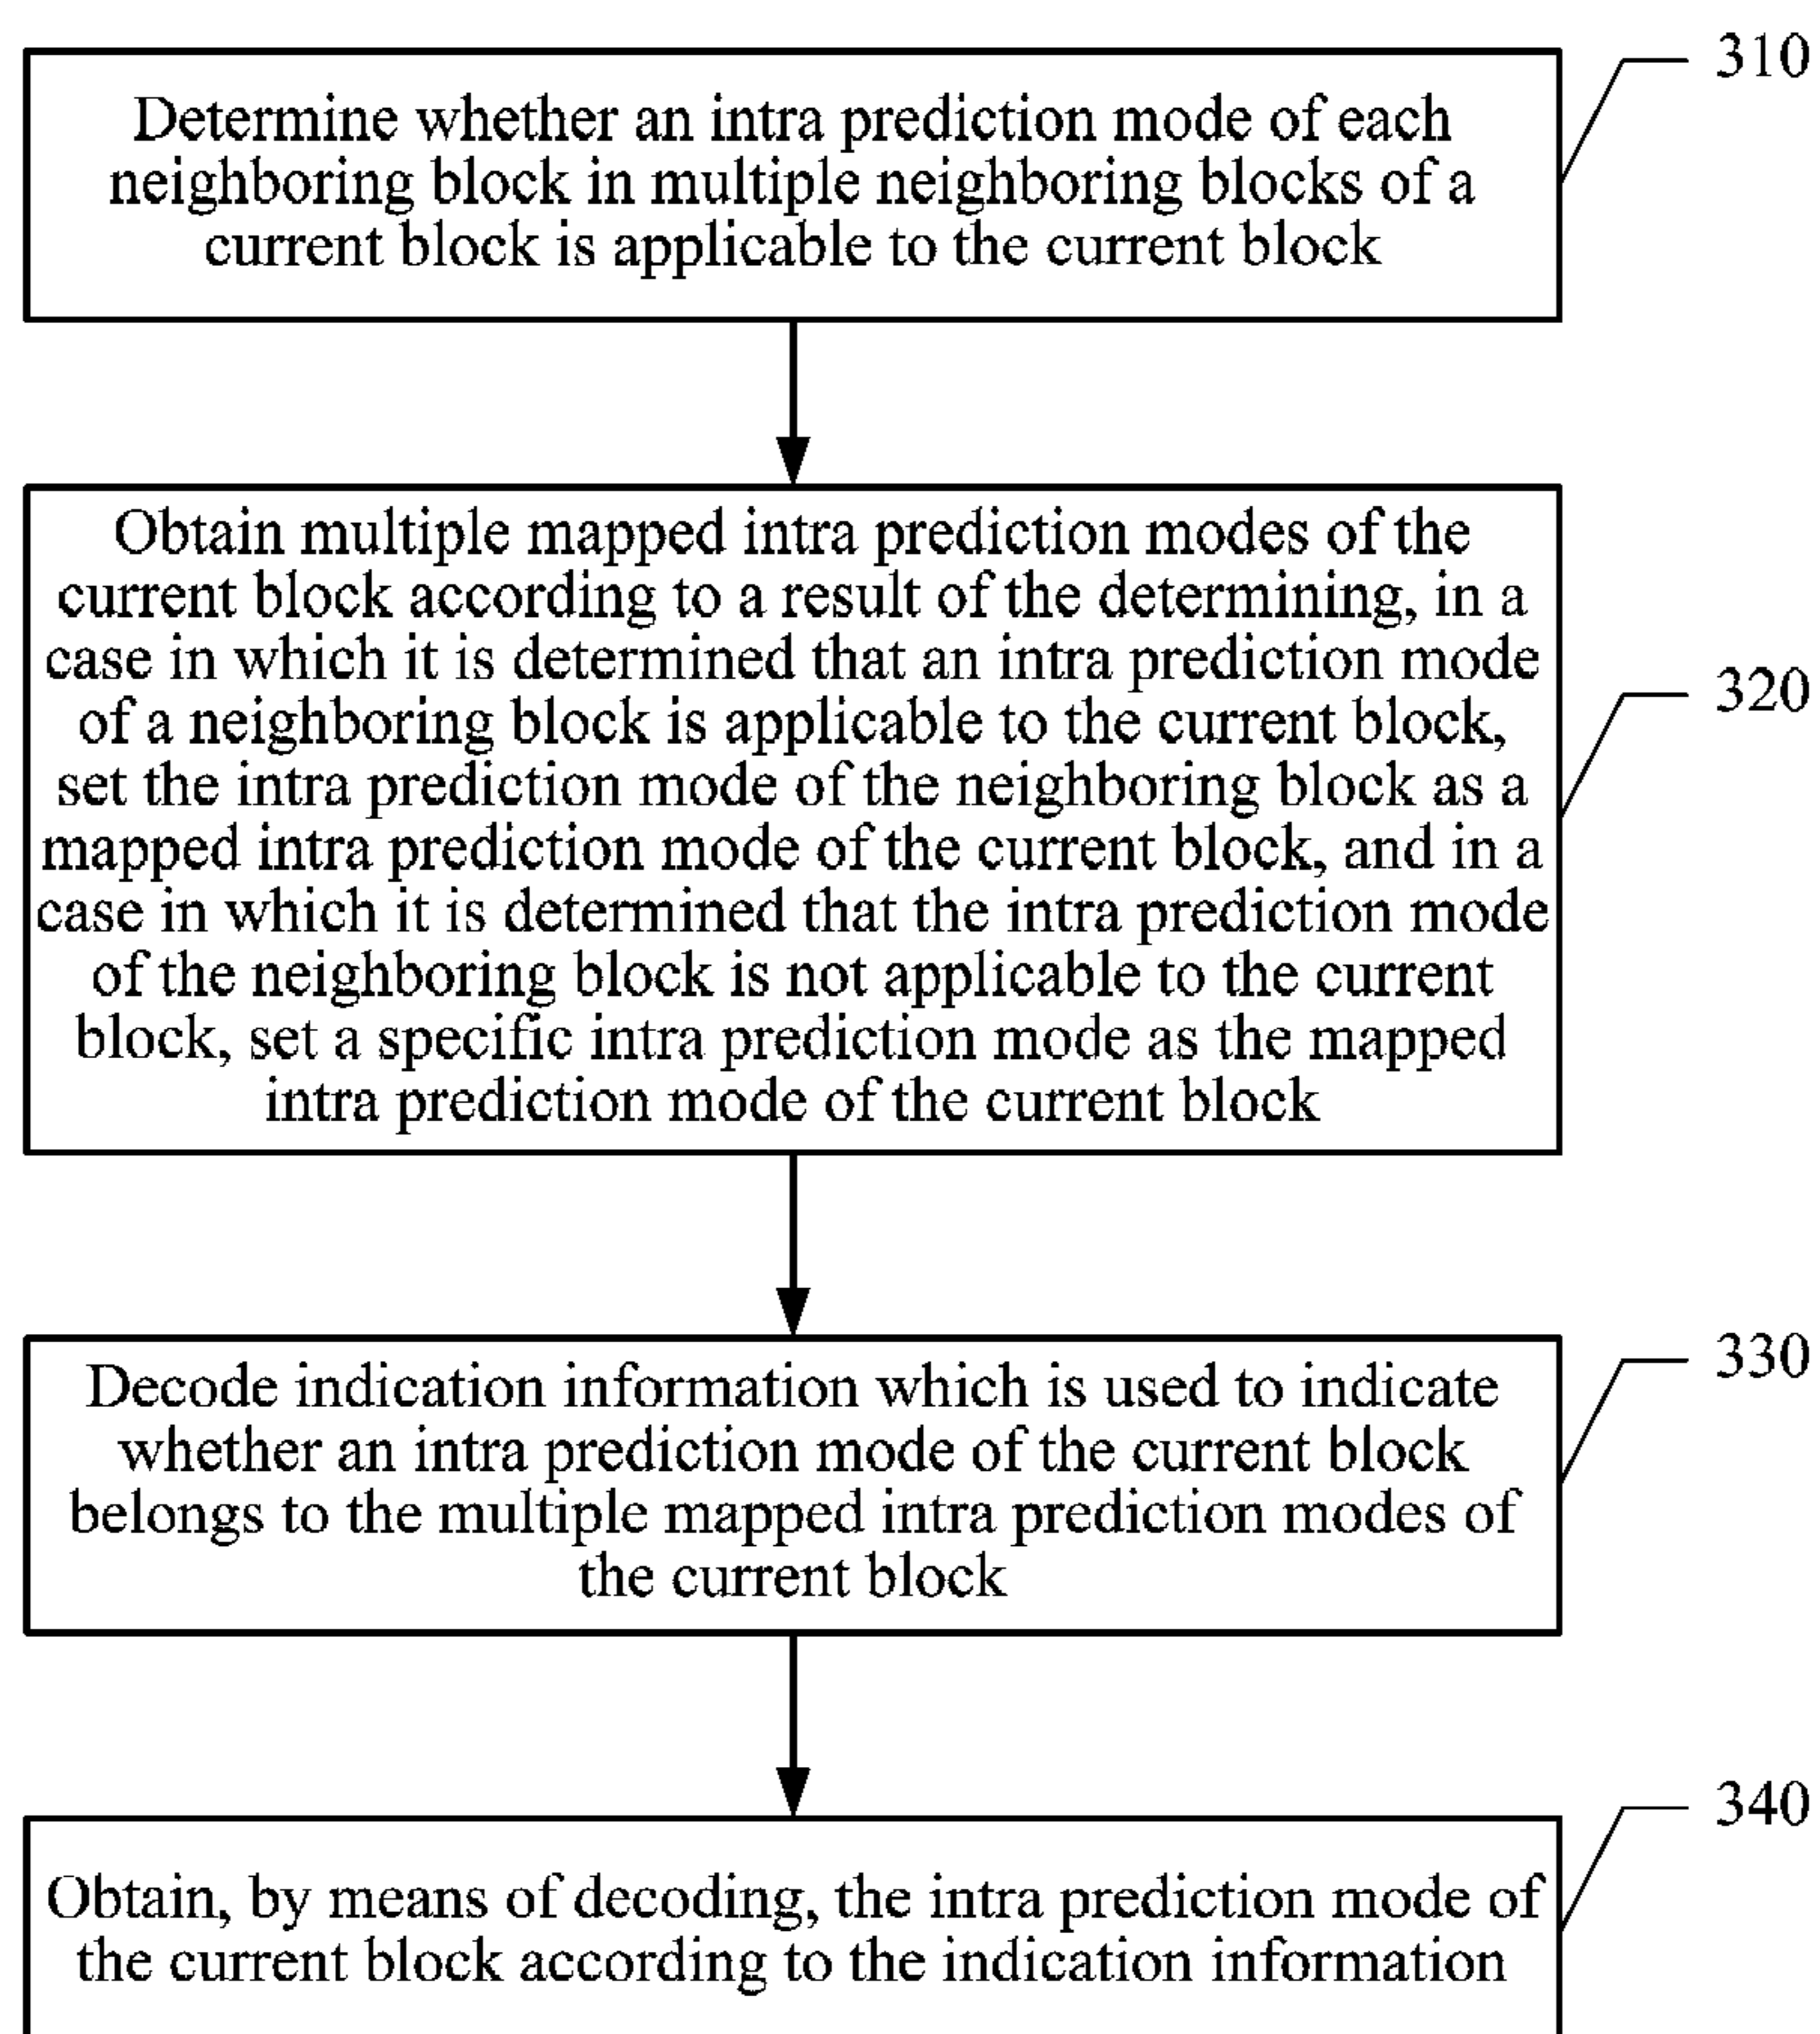 310
Determine whether an intra prediction mode of each
neighboring block in multiple neighboring blocks of a
current block is applicable to the current block
Obtain multiple mapped intra prediction modes of the
current block according to a result of the determining, in a
case in which it is determined that an intra prediction mode
of a neighboring block is applicable to the current block,
set the intra prediction mode of the neighboring block as a
mapped intra prediction mode of the current block, and in a
case in which it is determined that the intra prediction mode
of the neighboring block is not applicable to the current
block, set a specific intra prediction mode as the mapped
intra prediction mode of the current block
320
Decode indication information which is used to indicate
whether an intra prediction mode of the current block
belongs to the multiple mapped intra prediction modes of
the current block
330
Obtain, by means of decoding, the intra prediction mode of
the current block according to the indication information
340